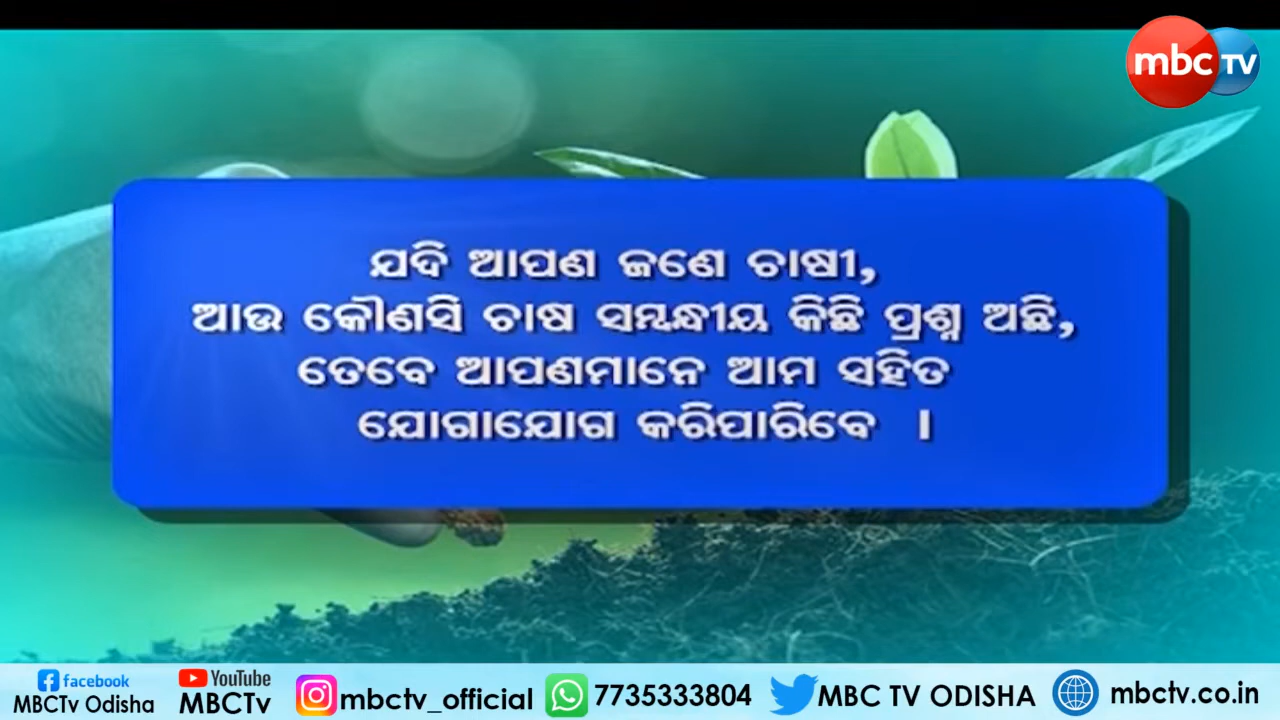 mbc TV
ଯଦି ଆପଣ ଜଣେ ଚାଷୀ,
ଆଉ କୌଣସି ଚାଷ ସମ୍ବନ୍ଧୀୟ କିଛି ପ୍ରଶ୍ନ ଅଛି,
ତେବେ ଆପଣମାନେ ଆମ ସହିତ
ଯୋଗାଯୋଗ କରିପାରିବେ ।
facebook
MBCTv Odisha
YouTube
MBCTv
mbctv_official
7735333804
MBC TV ODISHA
mbctv.co.in